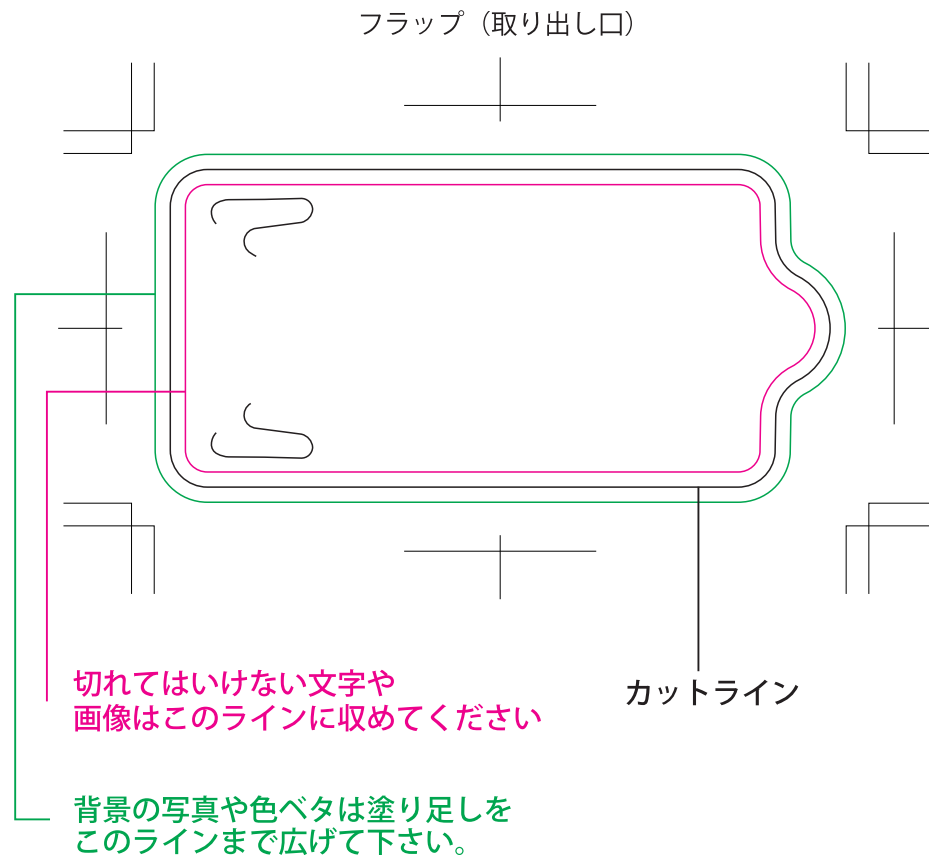 フラップ（取り出し口）
カットライン
切れてはいけない文字や
画像はこのラインに収めてください
背景の写真や色ベタは塗り足しを
このラインまで広げて下さい。